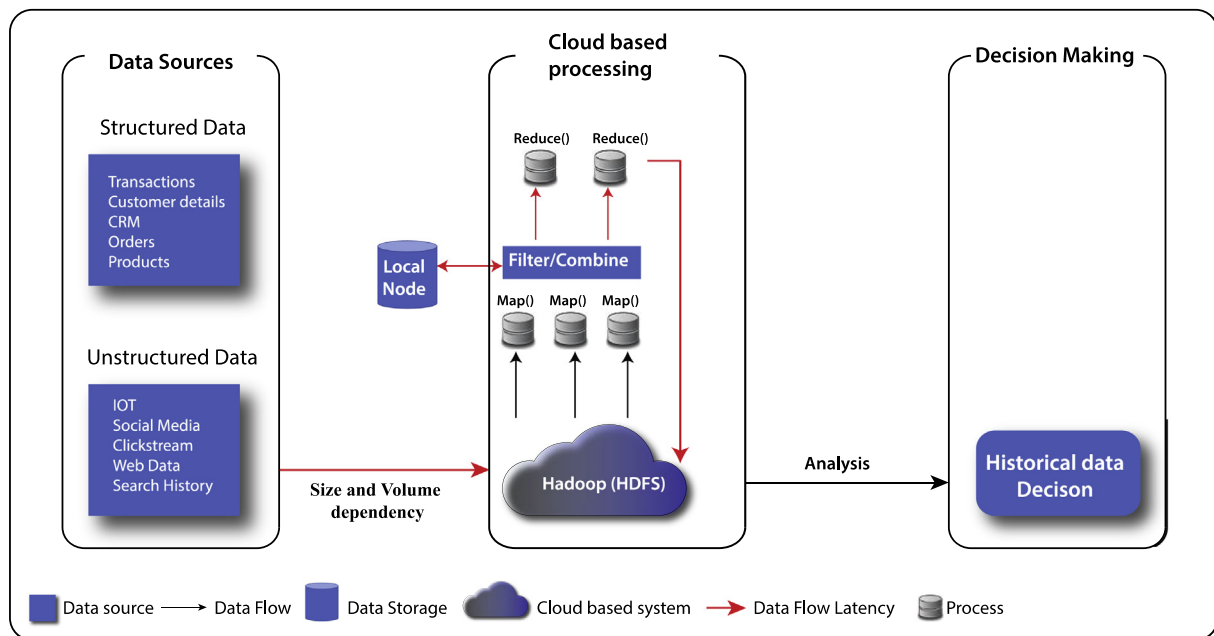 Data Sources
Structured Data
Transactions
Customer details
CRM
Orders
Products
Unstructured Data
IOT
Social Media
Clickstream
Web Data
Search History
Size and Volume
dependency
Local
Node
Cloud based
processing
Reduce() Reduce()
Filter/Combine
Map() Map() Map()
Hadoop (HDFS)
Analysis
Decision Making
Historical data
Decison
Data source Data Flow Data Storage Cloud based system Data Flow Latency Process